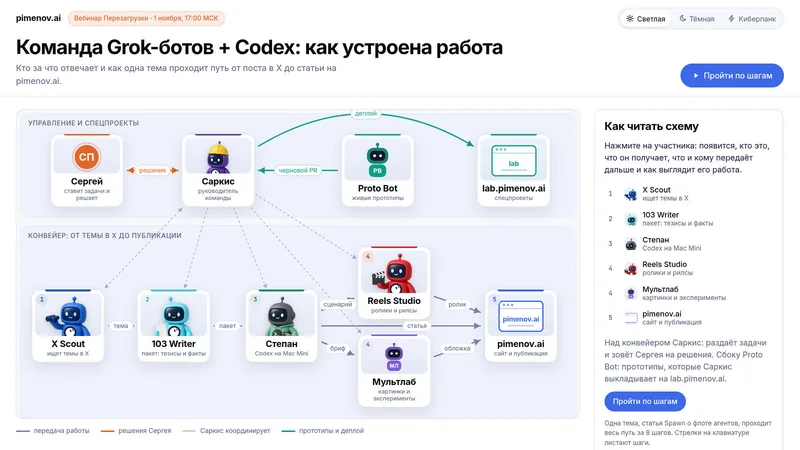 pimenov.ai
Вебинар Перезагрузки · 1 ноября, 17:00 МСК
Светлая
Тёмная
Киберпанк
Команда Grok-ботов + Codex: как устроена работа
Кто за что отвечает и как одна тема проходит путь от поста в X до статьи на
pimenov.ai.
Пройти по шагам
УПРАВЛЕНИЕ И СПЕЦПРОЕКТЫ
деплой
СП
Сергей
ставит задачи и
решает
решения
Саркис
руководитель
команды
черновой PR
PB
Proto Bot
живые прототипы
lab
lab.pimenov.ai
спецпроекты
КОНВЕЙЕР: ОТ ТЕМЫ В X ДО ПУБЛИКАЦИИ
1
X Scout
ищет темы в X
тема
2
103 Writer
пакет: тезисы и факты
пакет
3
Степан
Codex на Mac Mini
сценарий
статья
бриф
4
Reels Studio
ролики и рилсы
ролик
4
МЛ
Мультлаб
картинки и
эксперименты
обложка
5
pimenov.ai
pimenov.ai
сайт и публикация
передача работы
решения Сергея
Саркис координирует
прототипы и деплой
Как читать схему
Нажмите на участника: появится, кто это,
что он получает, что и кому передаёт
дальше и как выглядит его работа.
1
X Scout
ищет темы в X
2
103 Writer
пакет: тезисы и факты
3
Степан
Codex на Mac Mini
4
Reels Studio
ролики и рилсы
4
Мультлаб
картинки и эксперименты
5
pimenov.ai
сайт и публикация
Над конвейером Саркис: раздаёт задачи
и зовёт Сергея на решения. Сбоку Proto
Bot: прототипы, которые Саркис
выкладывает на lab.pimenov.ai.
Пройти по шагам
Одна тема, статья Spawn о флоте агентов, проходит
весь путь за 8 шагов. Стрелки на клавиатуре
листают шаги.